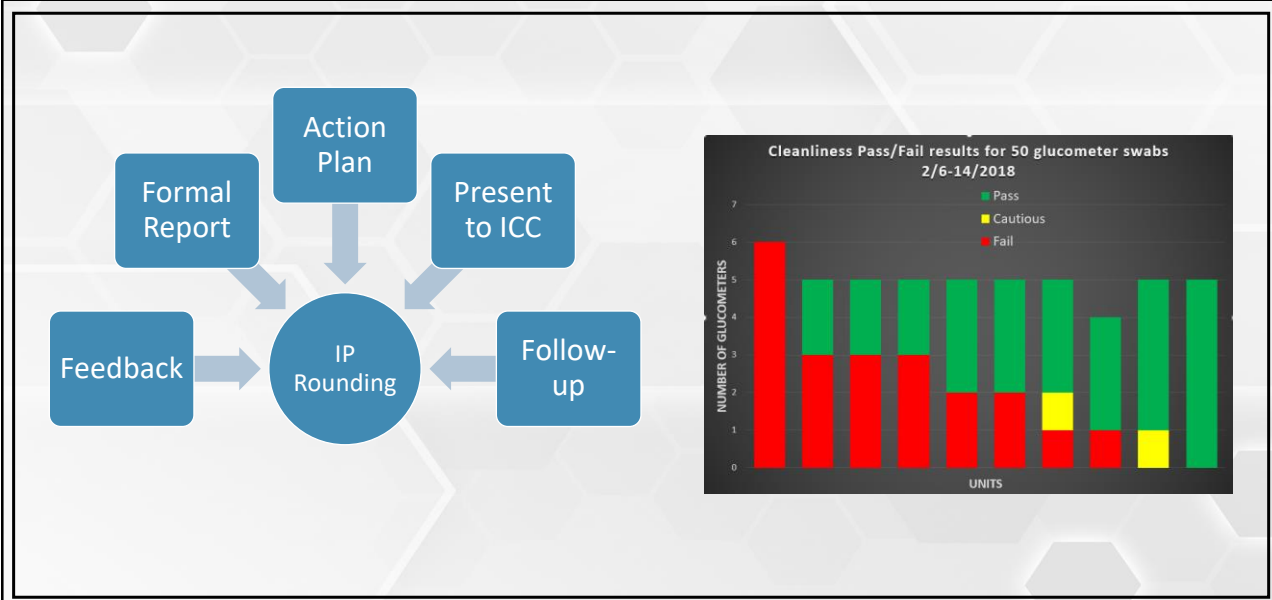 Action
Plan
Formal
Report
Present
to ICC
Feedback
IP
Rounding
Follow-
up
Cleanliness Pass/Fail results for 50 glucometer swabs
2/6-14/2018
Pass
Cautious
Fail
NUMBER OF GLUCOMETERS
7
6
5
4
3
2
1
0
UNITS